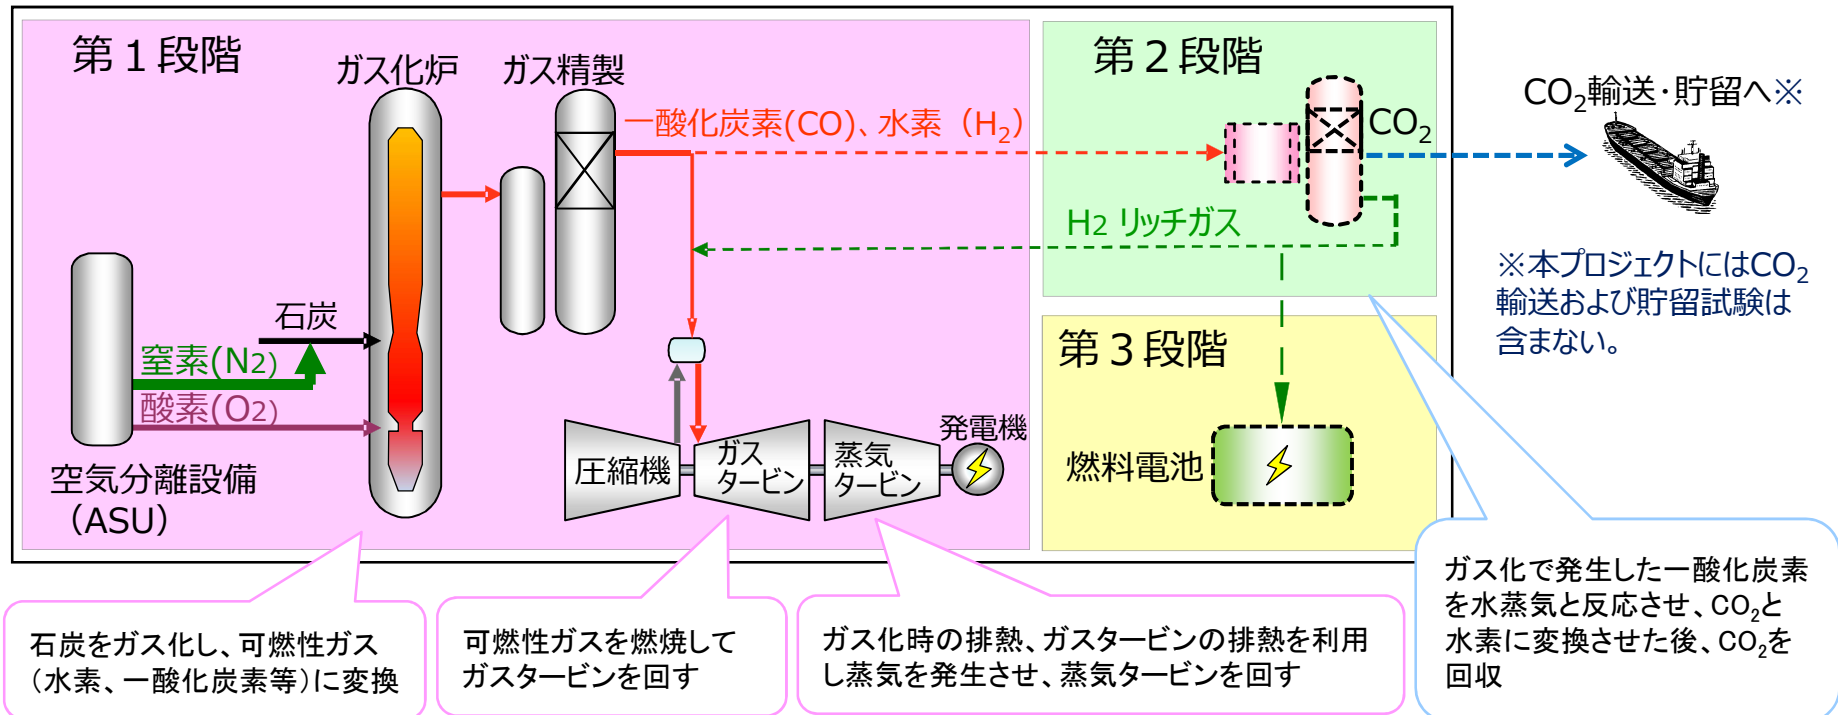 第１段階
ガス化炉
ガス精製
一酸化炭素(CO)、水素（H2）
石炭
窒素(N2)
酸素(O2)
空気分離設備
（ASU）
圧縮機
ガス
タービン
蒸気
タービン
発電機
第２段階
CO2
H2 リッチガス
第３段階
燃料電池
CO2輸送･貯留へ※
※本プロジェクトにはCO2
輸送および貯留試験は
含まない。
石炭をガス化し、可燃性ガス
（水素、一酸化炭素等）に変換
可燃性ガスを燃焼して
ガスタービンを回す
ガス化時の排熱、ガスタービンの排熱を利用
し蒸気を発生させ、蒸気タービンを回す
ガス化で発生した一酸化炭素
を水蒸気と反応させ、CO2と
水素に変換させた後、CO2を
回収